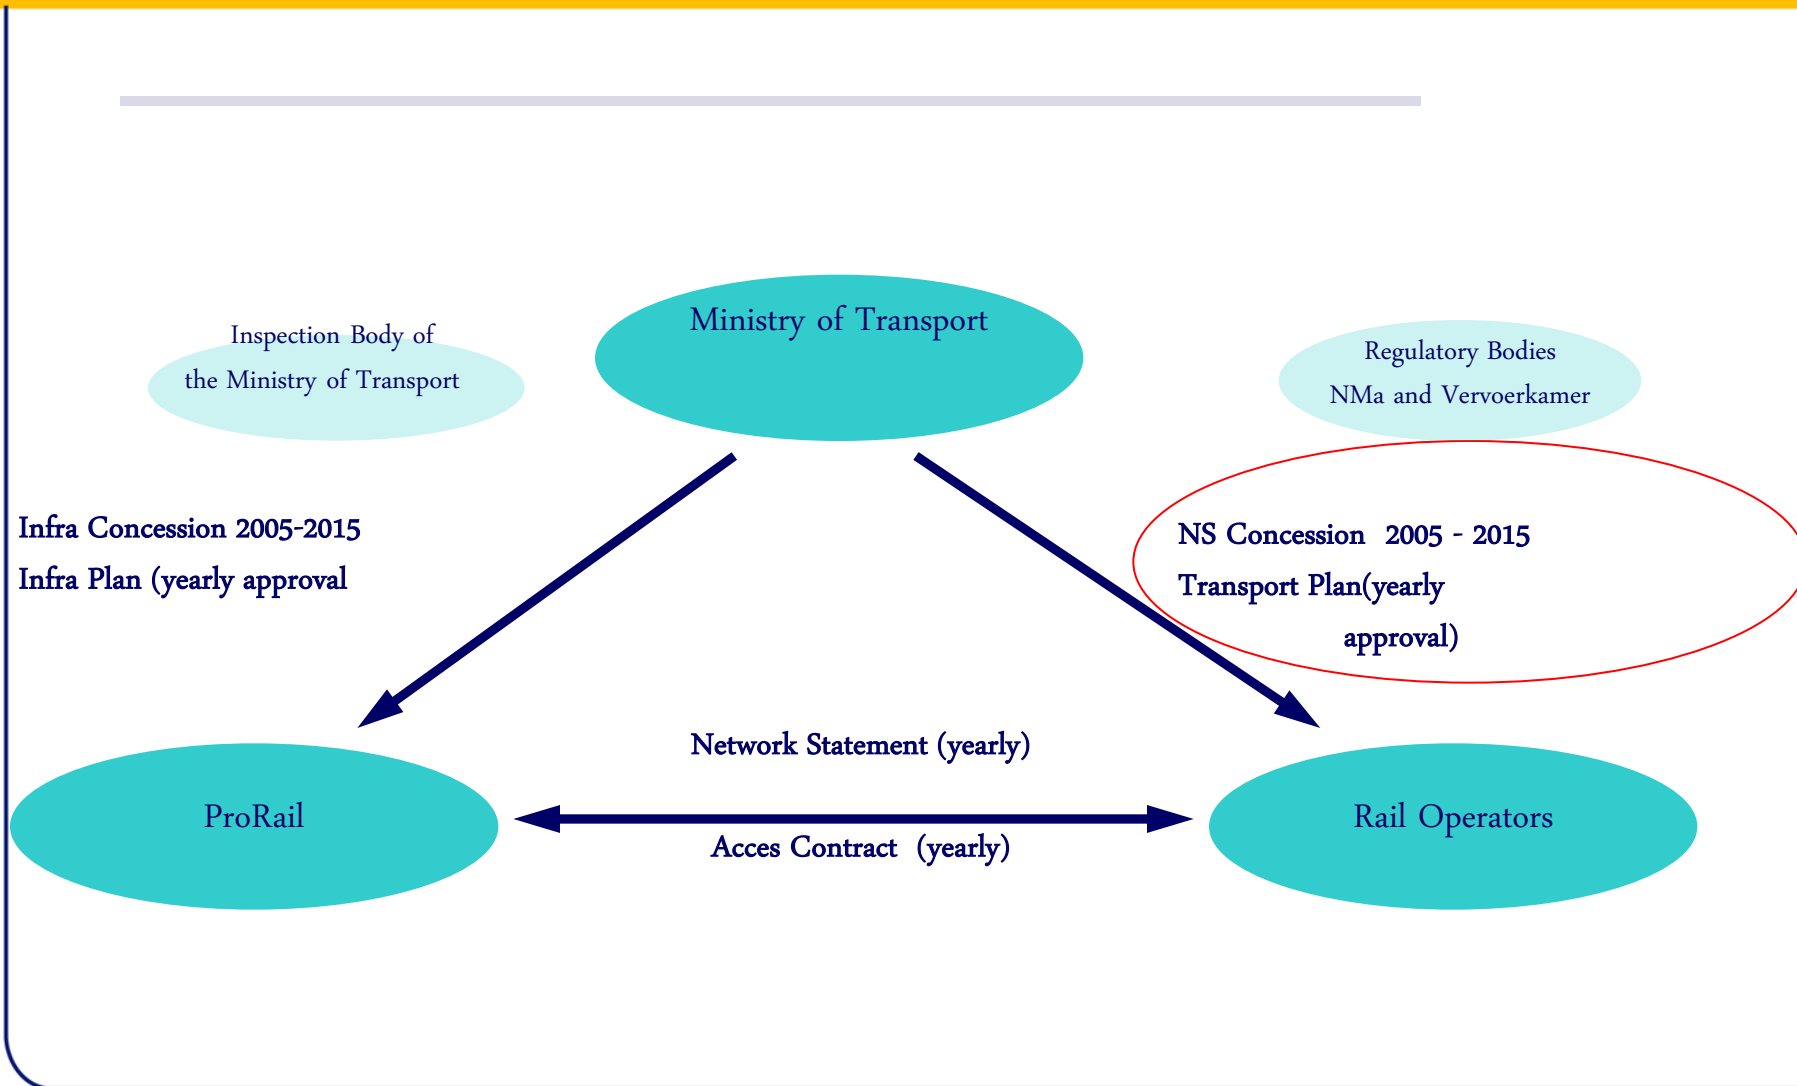 Ministry of Transport
Inspection Body of
the Ministry of Transport
Regulatory Bodies
NMa and Vervoerkamer
Infra Concession 2005-2015
Infra Plan (yearly approval
NS Concession 2005 - 2015
Transport Plan(yearly
approval)
Network Statement (yearly)
ProRail
Rail Operators
Acces Contract (yearly)